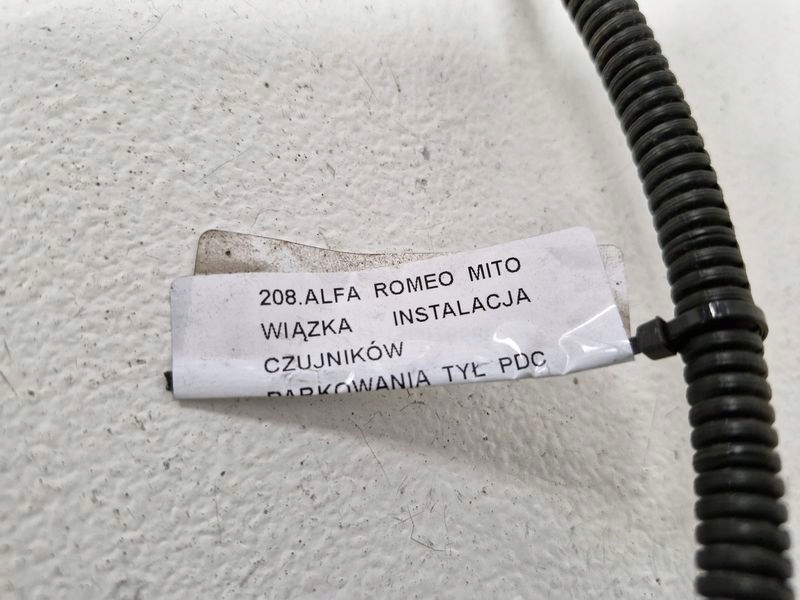 208.ALFA ROMEO MITO
WIĄZKA INSTALACJA
CZUJNIKÓW
PARKOWANIA TYŁ PDC